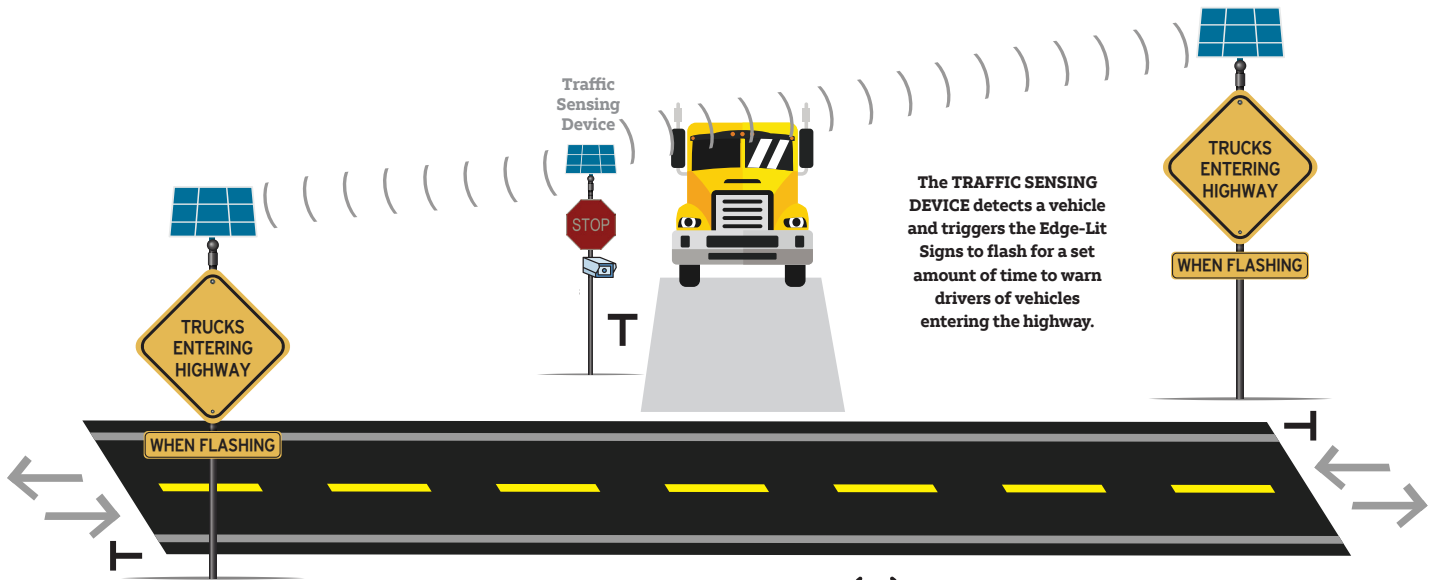 Traffic
Sensing
Device
STOP
The TRAFFIC SENSING
DEVICE detects a vehicle
and triggers the Edge-Lit
Signs to flash for a set
amount of time to warn
drivers of vehicles
entering the highway.
TRUCKS
ENTERING
HIGHWAY
WHEN FLASHING
TRUCKS
ENTERING
HIGHWAY
WHEN FLASHING